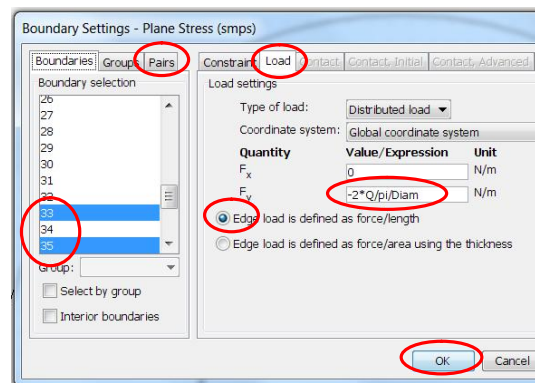 Boundary Settings - Plane Stress (smps)
Boundaries Groups Pairs
Constraint Load Contact Contact, Initial Contact, Advanced
Boundary selection
26
27
28
29
30
31
32
33
34
35
Group:
Select by group
Interior boundaries
Load settings
Type of load: Distributed load
Coordinate system: Global coordinate system
Quantity Value/Expression Unit
Fx 0 N/m
Fy -2*Q/pi/Diam N/m
Edge load is defined as force/length
Edge load is defined as force/area using the thickness
OK Cancel